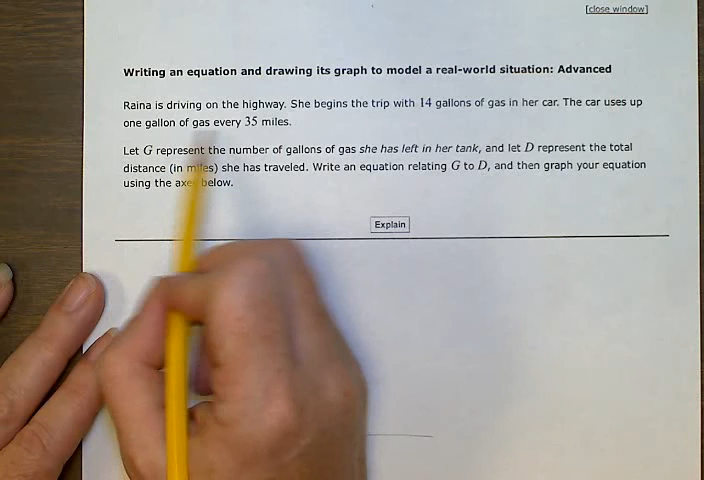 [close window]
Writing an equation and drawing its graph to model a real-world situation: Advanced
Raina is driving on the highway. She begins the trip with 14 gallons of gas in her car. The car uses up
one gallon of gas every 35 miles.
Let G represent the number of gallons of gas she has left in her tank, and let D represent the total
distance (in miles) she has traveled. Write an equation relating G to D, and then graph your equation
using the axes below.
Explain